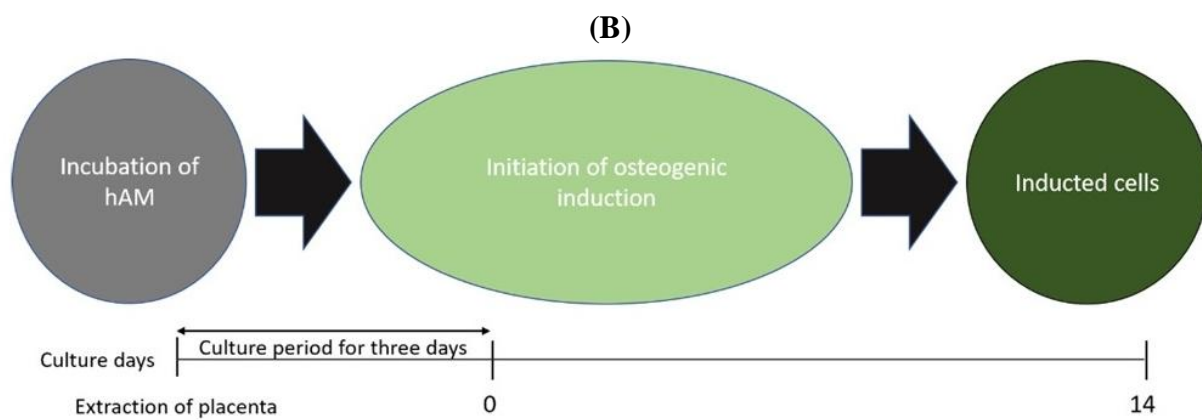 (B)
Incubation of
hAM
Initiation of osteogenic
induction
Inducted cells
Culture days
Culture period for three days
Extraction of placenta
0
14